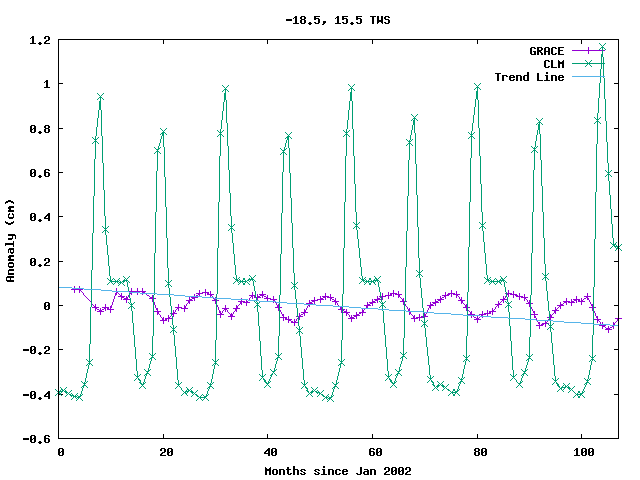 -18.5, 15.5 TWS
GRACE
CLM
Trend Line
1.2
1
0.8
0.6
0.4
0.2
0
-0.2
-0.4
-0.6
Anomaly (cm)
0 20 40 60 80 100
Months since Jan 2002